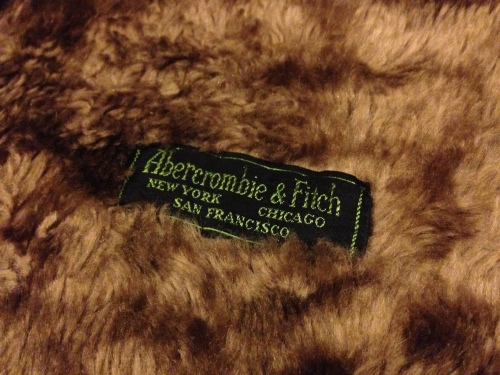 Abercrombie & Fitch
NEW YORK CHICAGO
SAN FRANCISCO